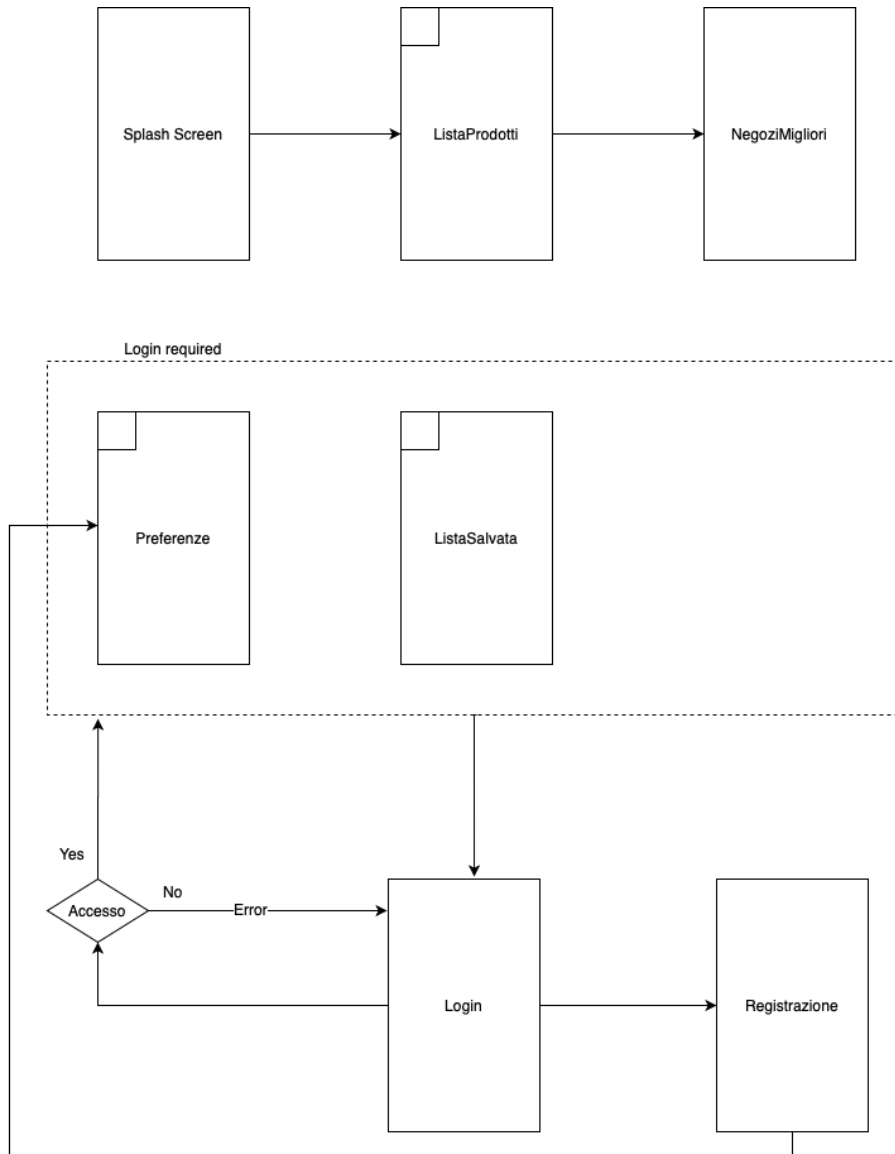 Splash Screen
ListaProdotti
NegoziMigliori
Login required
Preferenze
ListaSalvata
Yes
No
Accesso
Error
Login
Registrazione